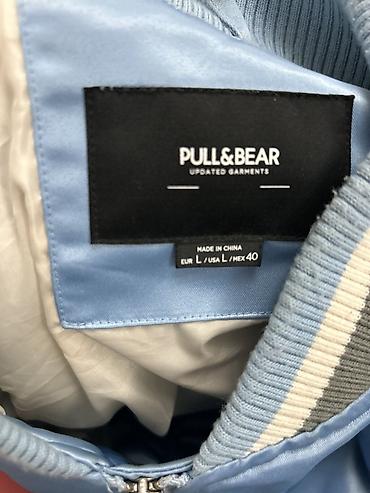 PULL&BEAR
UPDATED GARMENTS
MADE IN CHINA
EUR L / USA L / MEX 40